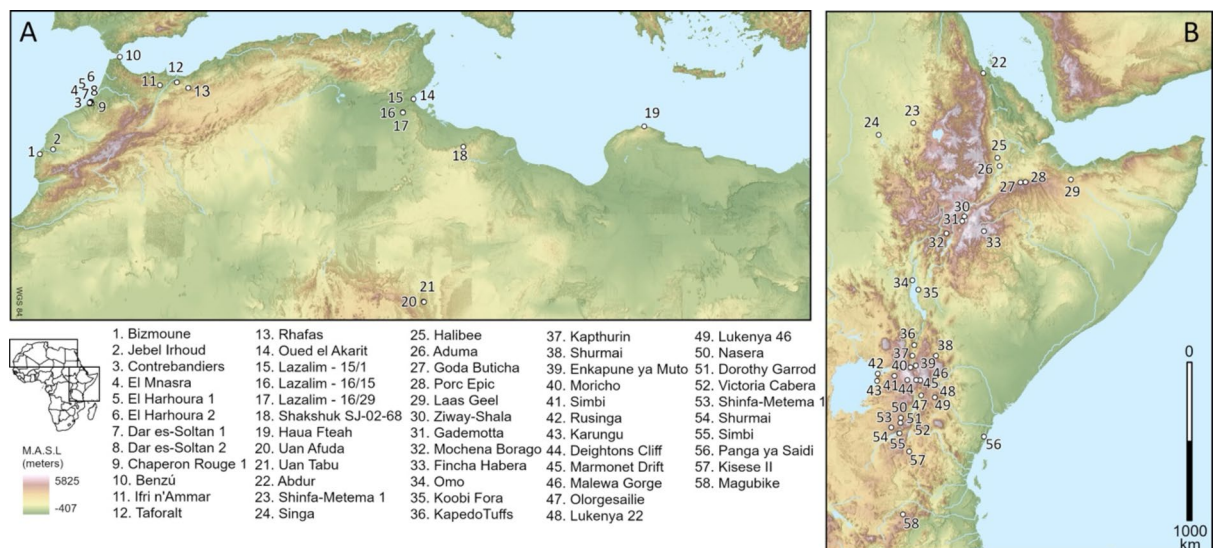 A
10
6
5
4 7 8
3 9
11
12
13
2
1
15
14
16
17
18
19
21
20
WGS 84
B
22
23
24
25
26
27
28
29
30
31
32
33
34
35
36
37
38
42
40
39
41
46
43
44
45
48
47
49
50
53
51
54
52
55
56
57
58
0
1000
km
M.A.S.L
(meters)
5825
-407
1. Bizmoune
2. Jebel Irhoud
3. Contrebandiers
4. El Mnasra
5. El Harhoura 1
6. El Harhoura 2
7. Dar es-Soltan 1
8. Dar es-Soltan 2
9. Chaperon Rouge 1
10. Benzú
11. Ifri n'Ammar
12. Taforalt
13. Rhafas
14. Oued el Akarit
15. Lazalim - 15/1
16. Lazalim - 16/15
17. Lazalim - 16/29
18. Shakshuk SJ-02-68
19. Haua Fteah
20. Uan Afuda
21. Uan Tabu
22. Abdur
23. Shinfa-Metema 1
24. Singa
25. Halibee
26. Aduma
27. Goda Buticha
28. Porc Epic
29. Laas Geel
30. Ziway-Shala
31. Gademotta
32. Mochena Borago
33. Fincha Habera
34. Omo
35. Koobi Fora
36. KapedoTuffs
37. Kapthurin
38. Shurmai
39. Enkapune ya Muto
40. Moricho
41. Simbi
42. Rusinga
43. Karungu
44. Deightons Cliff
45. Marmonet Drift
46. Malewa Gorge
47. Olorgesailie
48. Lukenya 22
49. Lukenya 46
50. Nasera
51. Dorothy Garrod
52. Victoria Cabera
53. Shinfa-Metema 1
54. Shurmai
55. Simbi
56. Panga ya Saidi
57. Kisese II
58. Magubike